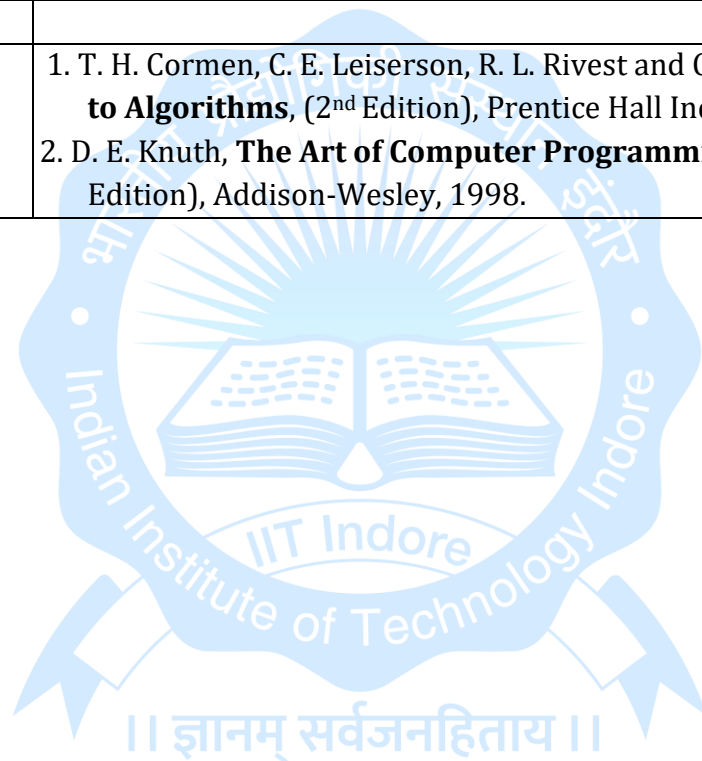 1. T. H. Cormen, C. E. Leiserson, R. L. Rivest and
to Algorithms, (2nd Edition), Prentice Hall
2. D. E. Knuth, The Art of Computer
Edition), Addison-Wesley, 1998.
भारतीय प्रौद्योगिकी संस्थान इंदौर
Indian Institute of Technology Indore
IIT Indore
।। ज्ञानम् सर्वजनहिताय ।।